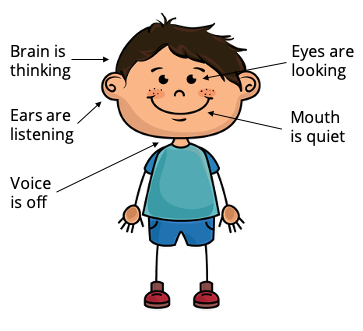 Brain is
thinking
Eyes are
looking
Ears are
listening
Mouth
is quiet
Voice
is off